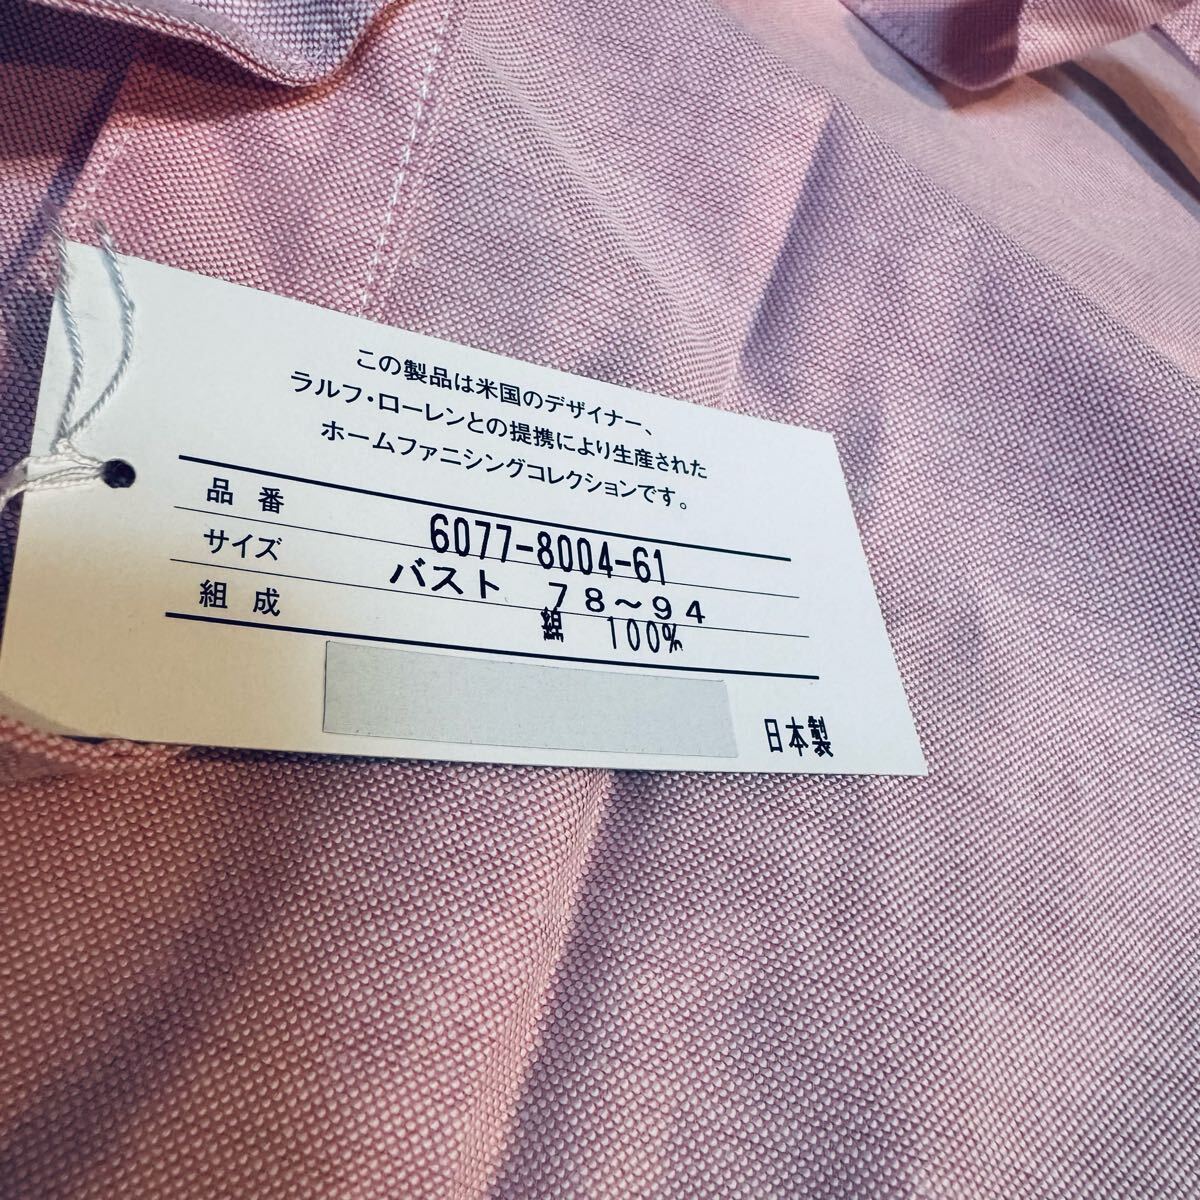 この製品は米国のデザイナー、
ラルフ・ローレンとの提携により生産された
ホームファニシングコレクションです。
品 番 6077-8004-61
サイズ バスト 78～94
組 成 綿 100%
日本製